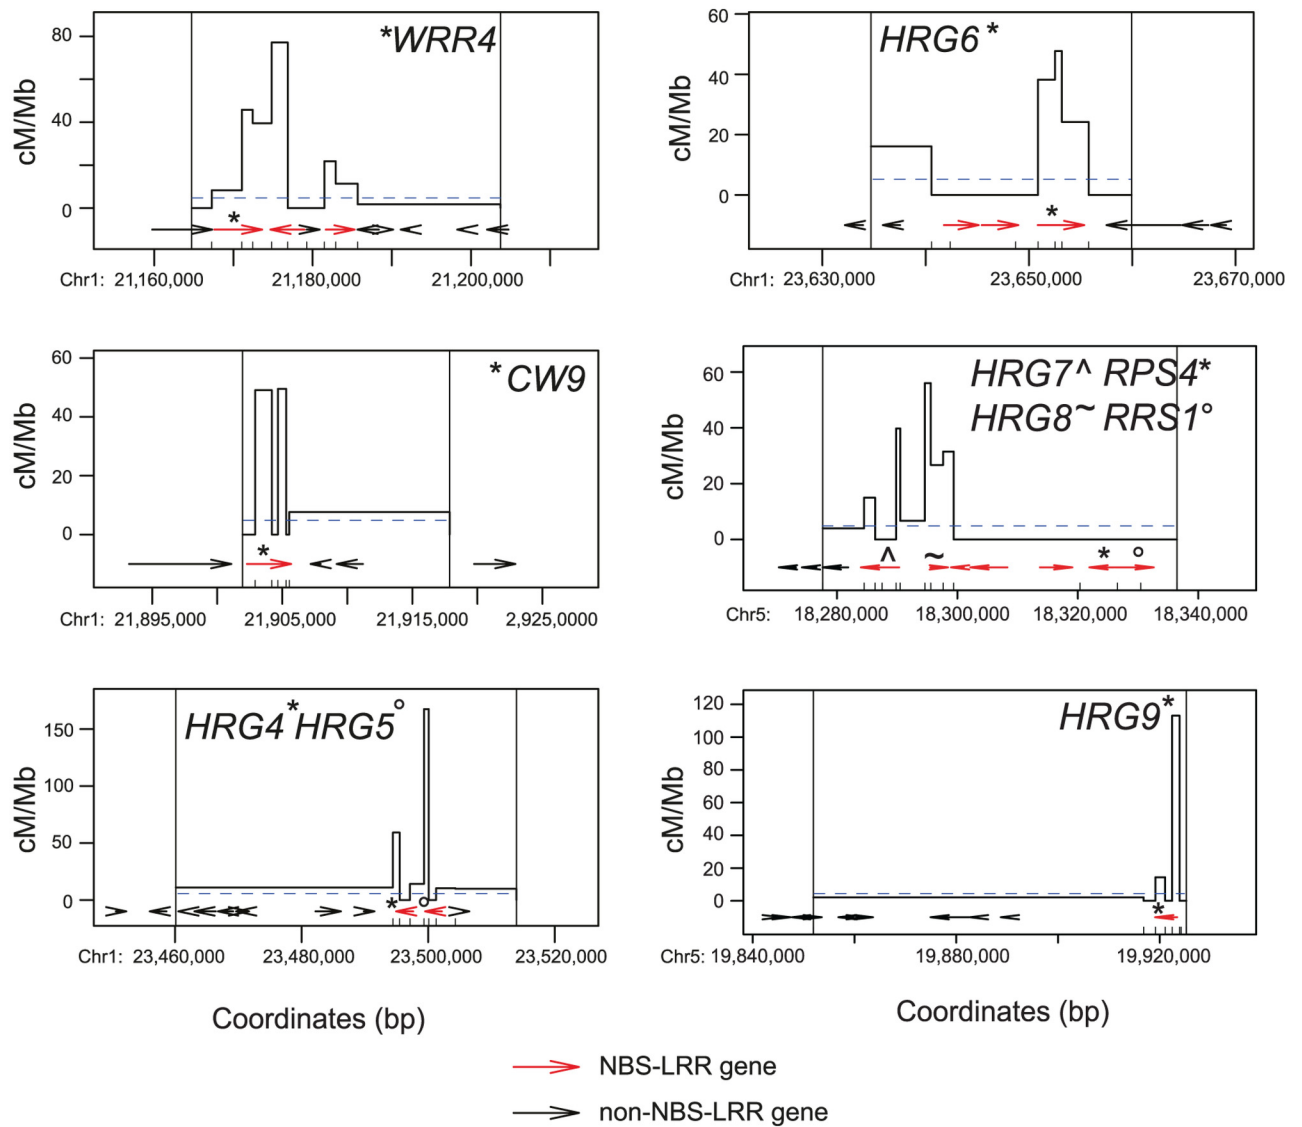 *WRR4
cM/Mb
80
40
0
Chr1: 21,160,000 21,180,000 21,200,000
*
HRG6*
cM/Mb
60
40
20
0
Chr1: 23,630,000 23,650,000 23,670,000
*
*CW9
cM/Mb
60
40
20
0
Chr1: 21,895,000 21,905,000 21,915,000 2,925,0000
*
HRG7^ RPS4*
HRG8~ RRS1°
cM/Mb
60
40
20
0
^ ~ * °
Chr5: 18,280,000 18,300,000 18,320,000 18,340,000
HRG4*HRG5°
cM/Mb
150
100
50
0
* °
Chr1: 23,460,000 23,480,000 23,500,000 23,520,000
HRG9*
cM/Mb
120
100
80
60
40
20
0
*
Chr5: 19,840,000 19,880,000 19,920,000
Coordinates (bp)
Coordinates (bp)
NBS-LRR gene
non-NBS-LRR gene